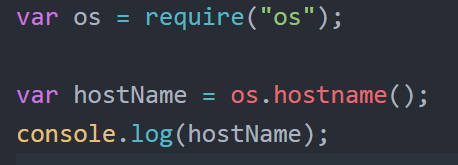 var os = require("os");
var hostName = os.hostname();
console.log(hostName);